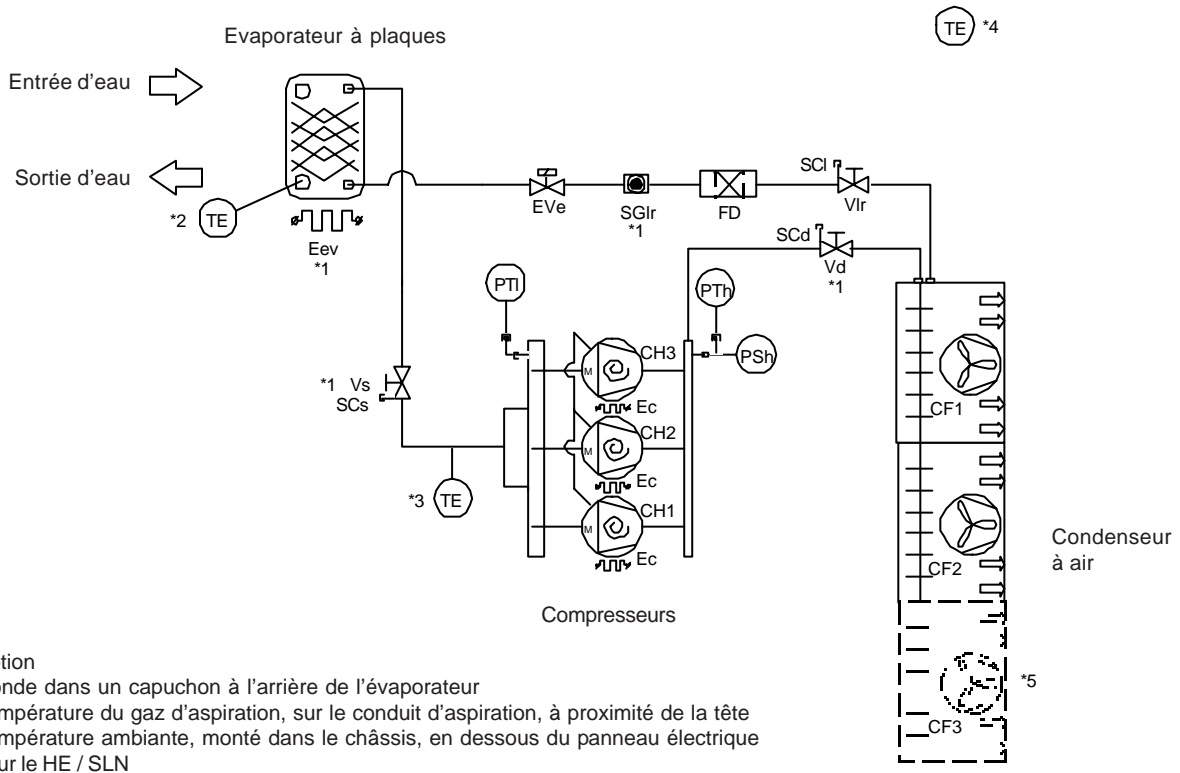 TE *4
Evaporateur à plaques
Entrée d’eau
Sortie d’eau
*2 TE
Eev
*1
EVe
SGlr
*1
FD
SCl
Vlr
SCd
Vd
*1
PTl
PTh
PSh
*1 Vs
SCs
*3 TE
M CH3
Ec
M CH2
Ec
M CH1
Ec
Compresseurs
CF1
CF2
CF3
*5
Condenseur
à air
tion
onde dans un capuchon à l’arrière de l’évaporateur
mpérature du gaz d’aspiration, sur le conduit d’aspiration, à proximité de la tête
mpérature ambiante, monté dans le châssis, en dessous du panneau électrique
ur le HE / SLN